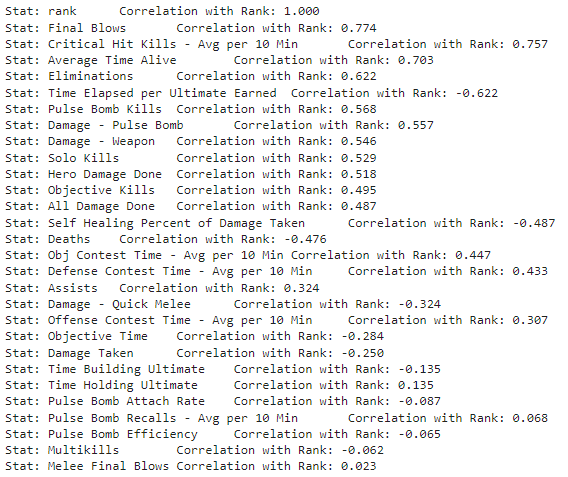 Stat: rank Correlation with Rank: 1.000
Stat: Final Blows Correlation with Rank: 0.774
Stat: Critical Hit Kills - Avg per 10 Min Correlation with Rank: 0.757
Stat: Average Time Alive Correlation with Rank: 0.703
Stat: Eliminations Correlation with Rank: 0.622
Stat: Time Elapsed per Ultimate Earned Correlation with Rank: -0.622
Stat: Pulse Bomb Kills Correlation with Rank: 0.568
Stat: Damage - Pulse Bomb Correlation with Rank: 0.557
Stat: Damage - Weapon Correlation with Rank: 0.546
Stat: Solo Kills Correlation with Rank: 0.529
Stat: Hero Damage Done Correlation with Rank: 0.518
Stat: Objective Kills Correlation with Rank: 0.495
Stat: All Damage Done Correlation with Rank: 0.487
Stat: Self Healing Percent of Damage Taken Correlation with Rank: -0.487
Stat: Deaths Correlation with Rank: -0.476
Stat: Obj Contest Time - Avg per 10 Min Correlation with Rank: 0.447
Stat: Defense Contest Time - Avg per 10 Min Correlation with Rank: 0.433
Stat: Assists Correlation with Rank: 0.324
Stat: Damage - Quick Melee Correlation with Rank: -0.324
Stat: Offense Contest Time - Avg per 10 Min Correlation with Rank: 0.307
Stat: Objective Time Correlation with Rank: -0.284
Stat: Damage Taken Correlation with Rank: -0.250
Stat: Time Building Ultimate Correlation with Rank: -0.135
Stat: Time Holding Ultimate Correlation with Rank: 0.135
Stat: Pulse Bomb Attach Rate Correlation with Rank: -0.087
Stat: Pulse Bomb Recalls - Avg per 10 Min Correlation with Rank: 0.068
Stat: Pulse Bomb Efficiency Correlation with Rank: -0.065
Stat: Multikills Correlation with Rank: -0.062
Stat: Melee Final Blows Correlation with Rank: 0.023